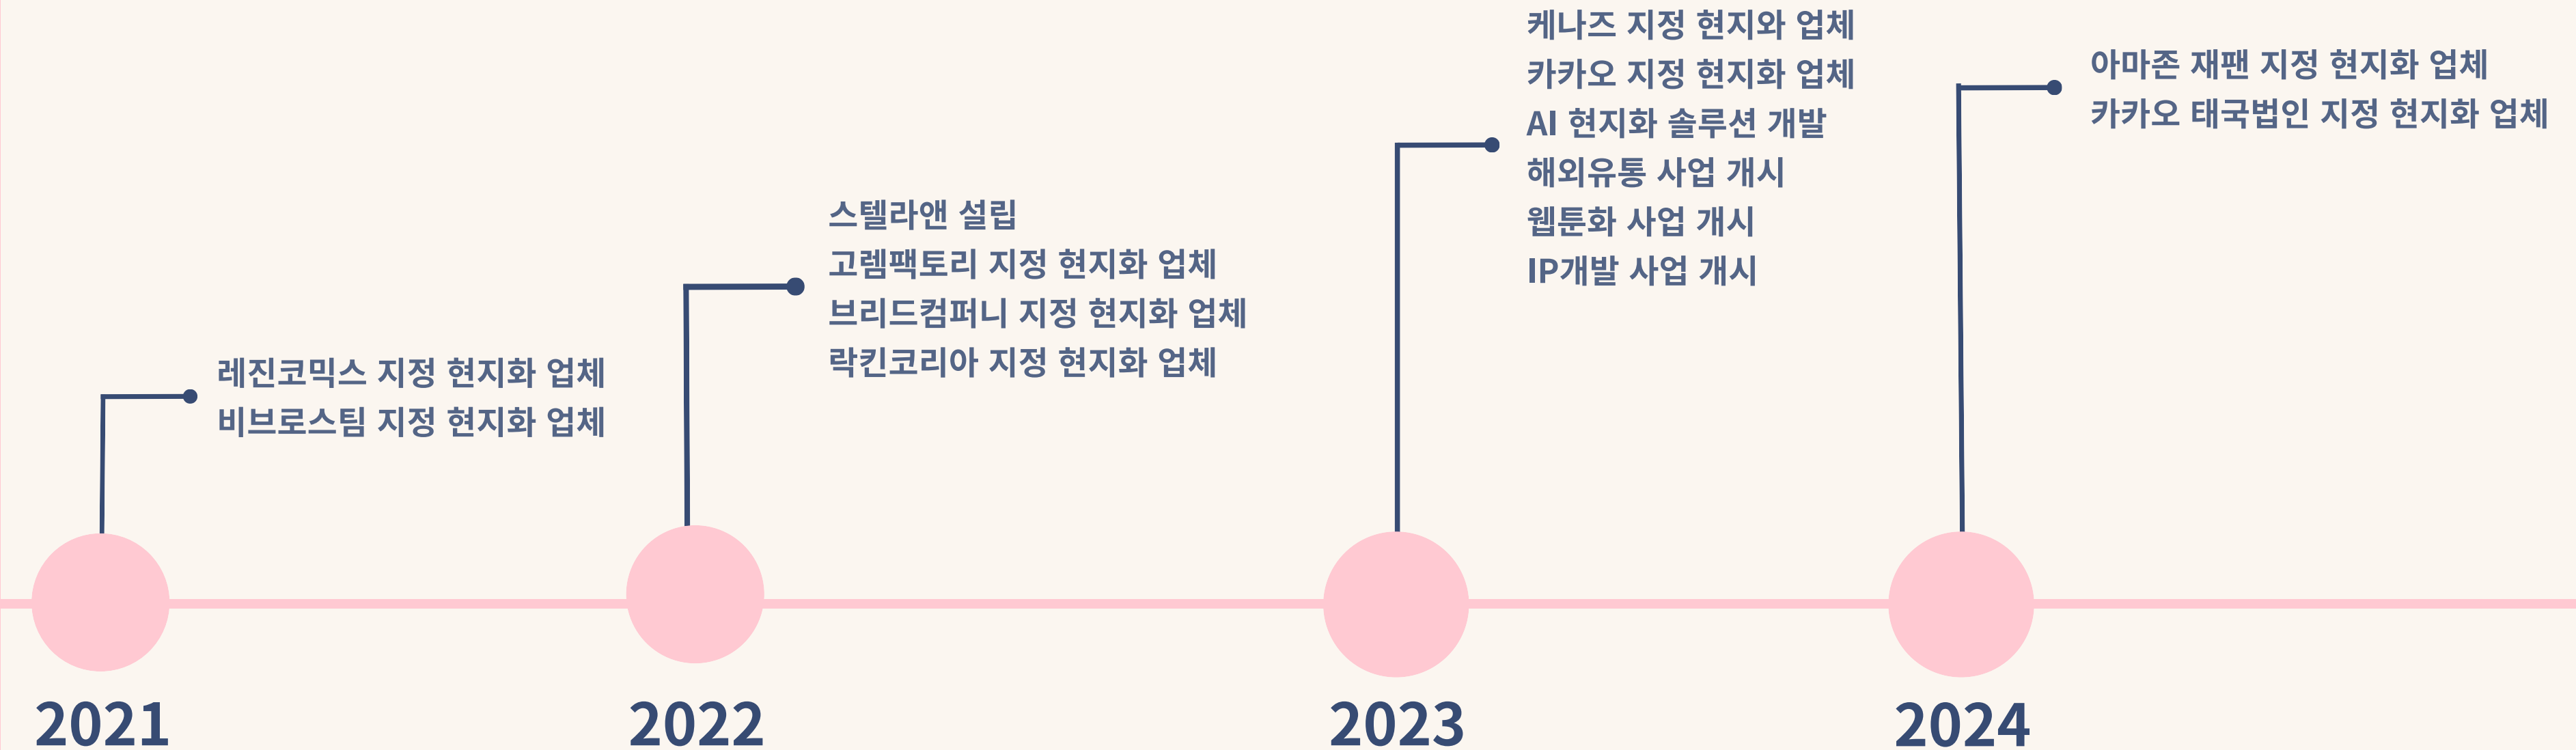 레진코믹스 지정 현지화 업체
비브로스팀 지정 현지화 업체
2021
스텔라앤 설립
고렘팩토리 지정 현지화 업체
브리드컴퍼니 지정 현지화 업체
락킨코리아 지정 현지화 업체
2022
케나즈 지정 현지와 업체
카카오 지정 현지화 업체
AI 현지화 솔루션 개발
해외유통 사업 개시
웹툰화 사업 개시
IP개발 사업 개시
2023
아마존 재팬 지정 현지화 업체
카카오 태국법인 지정 현지화 업체
2024